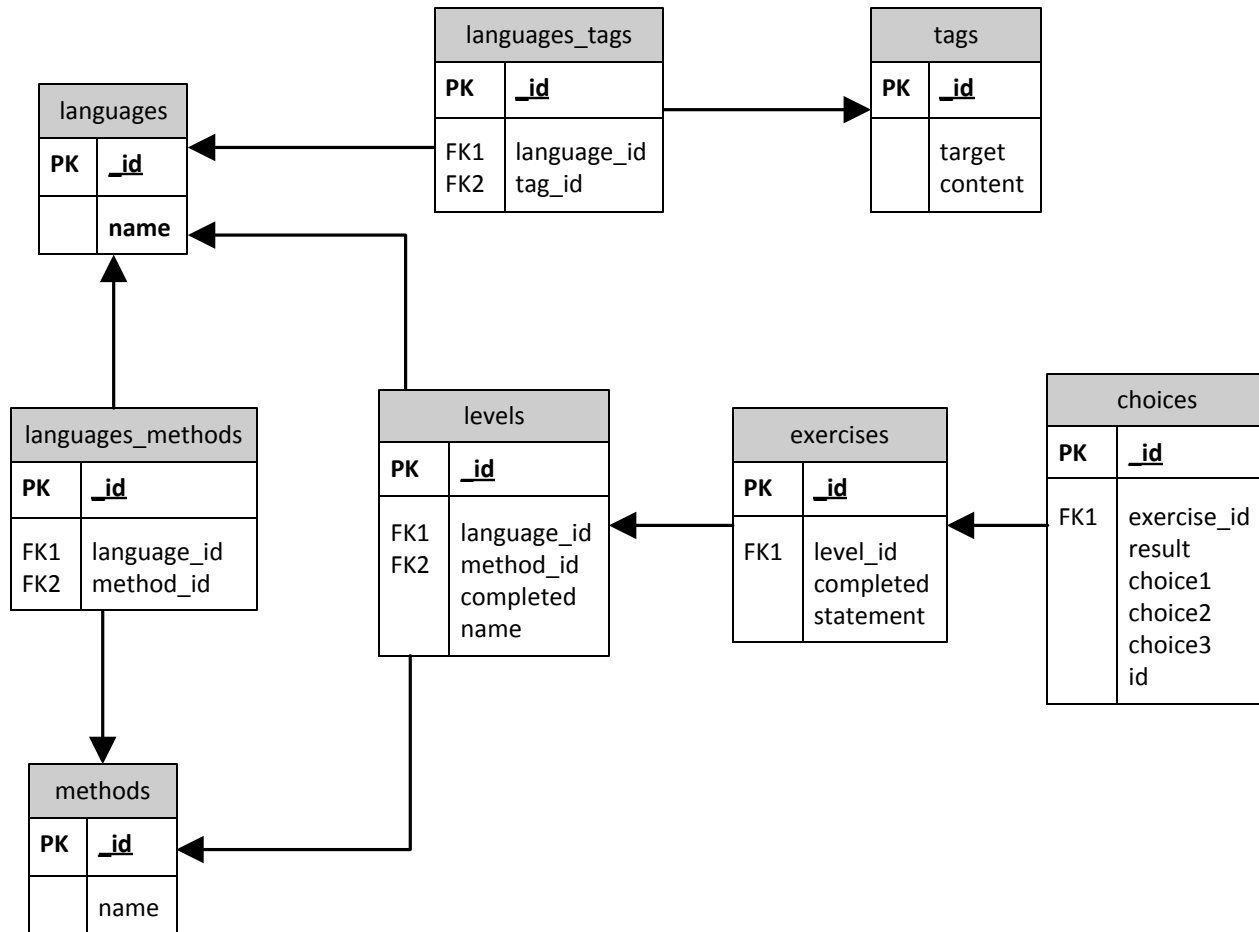 languages_tags
PK _id
FK1 language_id
FK2 tag_id
tags
PK _id
target
content
languages
PK _id
name
languages_methods
PK _id
FK1 language_id
FK2 method_id
levels
PK _id
FK1 language_id
FK2 method_id
completed
name
exercises
PK _id
FK1 level_id
completed
statement
choices
PK _id
FK1 exercise_id
result
choice1
choice2
choice3
id
methods
PK _id
name